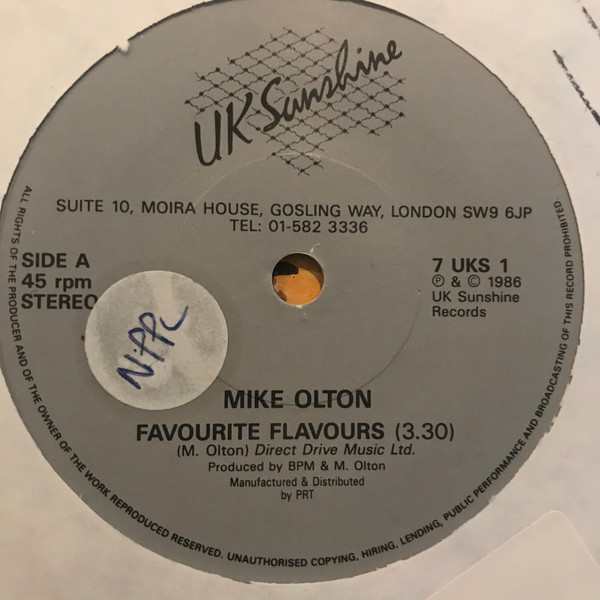 UK Sunshine
SUITE 10, MOIRA HOUSE, GOSLING WAY, LONDON SW9 6JP
TEL: 01-582 3336
SIDE A
45 rpm
STEREO
7 UKS 1
Ⓟ & © 1986
UK Sunshine
Records
MIKE OLTON
FAVOURITE FLAVOURS (3.30)
(M. Olton) Direct Drive Music Ltd.
Produced by BPM & M. Olton
Manufactured & Distributed
by PRT
ALL RIGHTS OF THE PRODUCER AND OF THE OWNER OF THE WORK REPRODUCED RESERVED. UNAUTHORISED COPYING, HIRING, LENDING, PUBLIC PERFORMANCE AND BROADCASTING OF THIS RECORD PROHIBITED